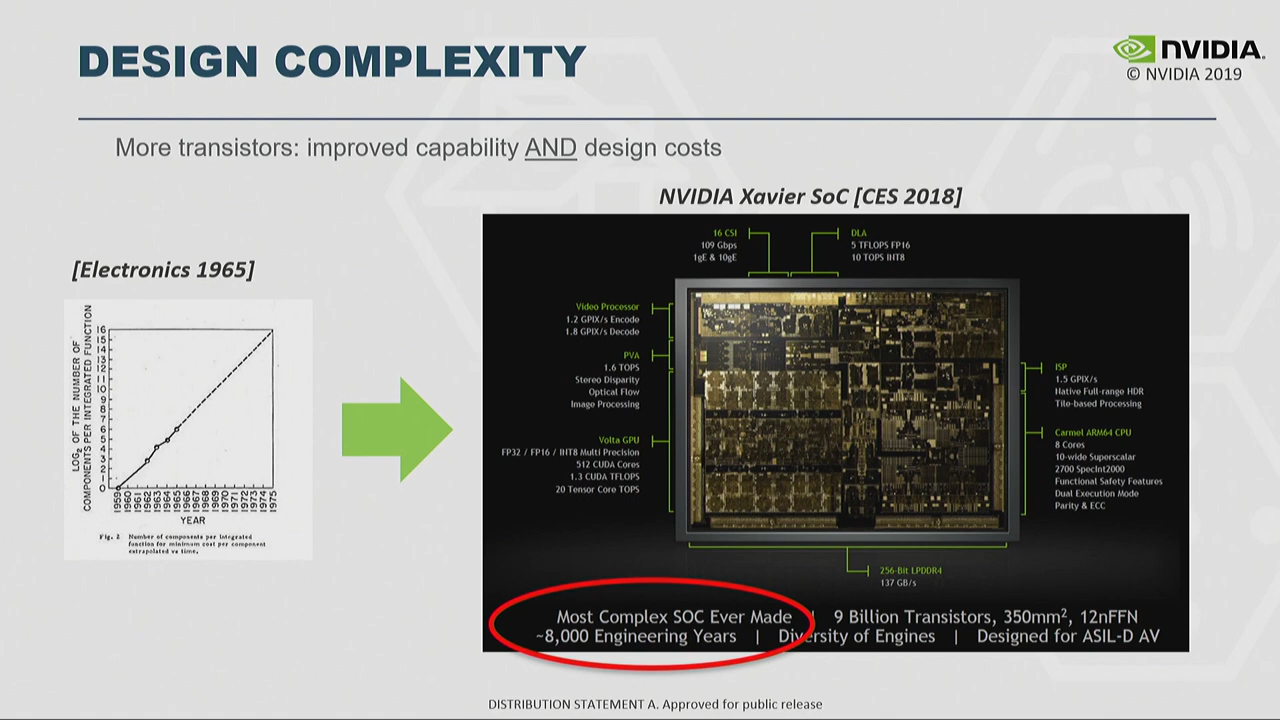 DESIGN COMPLEXITY
NVIDIA.
© NVIDIA 2019
More transistors: improved capability AND design costs
NVIDIA Xavier SoC [CES 2018]
[Electronics 1965]
LOG₂ OF THE NUMBER OF
COMPONENTS PER INTEGRATED FUNCTION
16
15
14
13
12
11
10
9
8
7
6
5
4
3
2
1
0
1959
1960
1961
1962
1963
1964
1965
1966
1967
1968
1969
1970
1971
1972
1973
1974
1975
YEAR
Fig. 2 Number of components per integrated
function for minimum cost per component
extrapolated vs time.
16 CSI
109 Gbps
1gE & 10gE
DLA
5 TFLOPS FP16
10 TOPS INT8
Video Processor
1.2 GPIX/s Encode
1.8 GPIX/s Decode
PVA
1.6 TOPS
Stereo Disparity
Optical Flow
Image Processing
Volta GPU
FP32 / FP16 / INT8 Multi Precision
512 CUDA Cores
1.3 CUDA TFLOPS
20 Tensor Core TOPS
ISP
1.5 GPIX/s
Native Full-range HDR
Tile-based Processing
Carmel ARM64 CPU
8 Cores
10-wide Superscalar
2700 SpecInt2000
Functional Safety Features
Dual Execution Mode
Parity & ECC
256-Bit LPDDR4
137 GB/s
Most Complex SOC Ever Made | 9 Billion Transistors, 350mm², 12nFFN
~8,000 Engineering Years | Diversity of Engines | Designed for ASIL-D AV
DISTRIBUTION STATEMENT A. Approved for public release